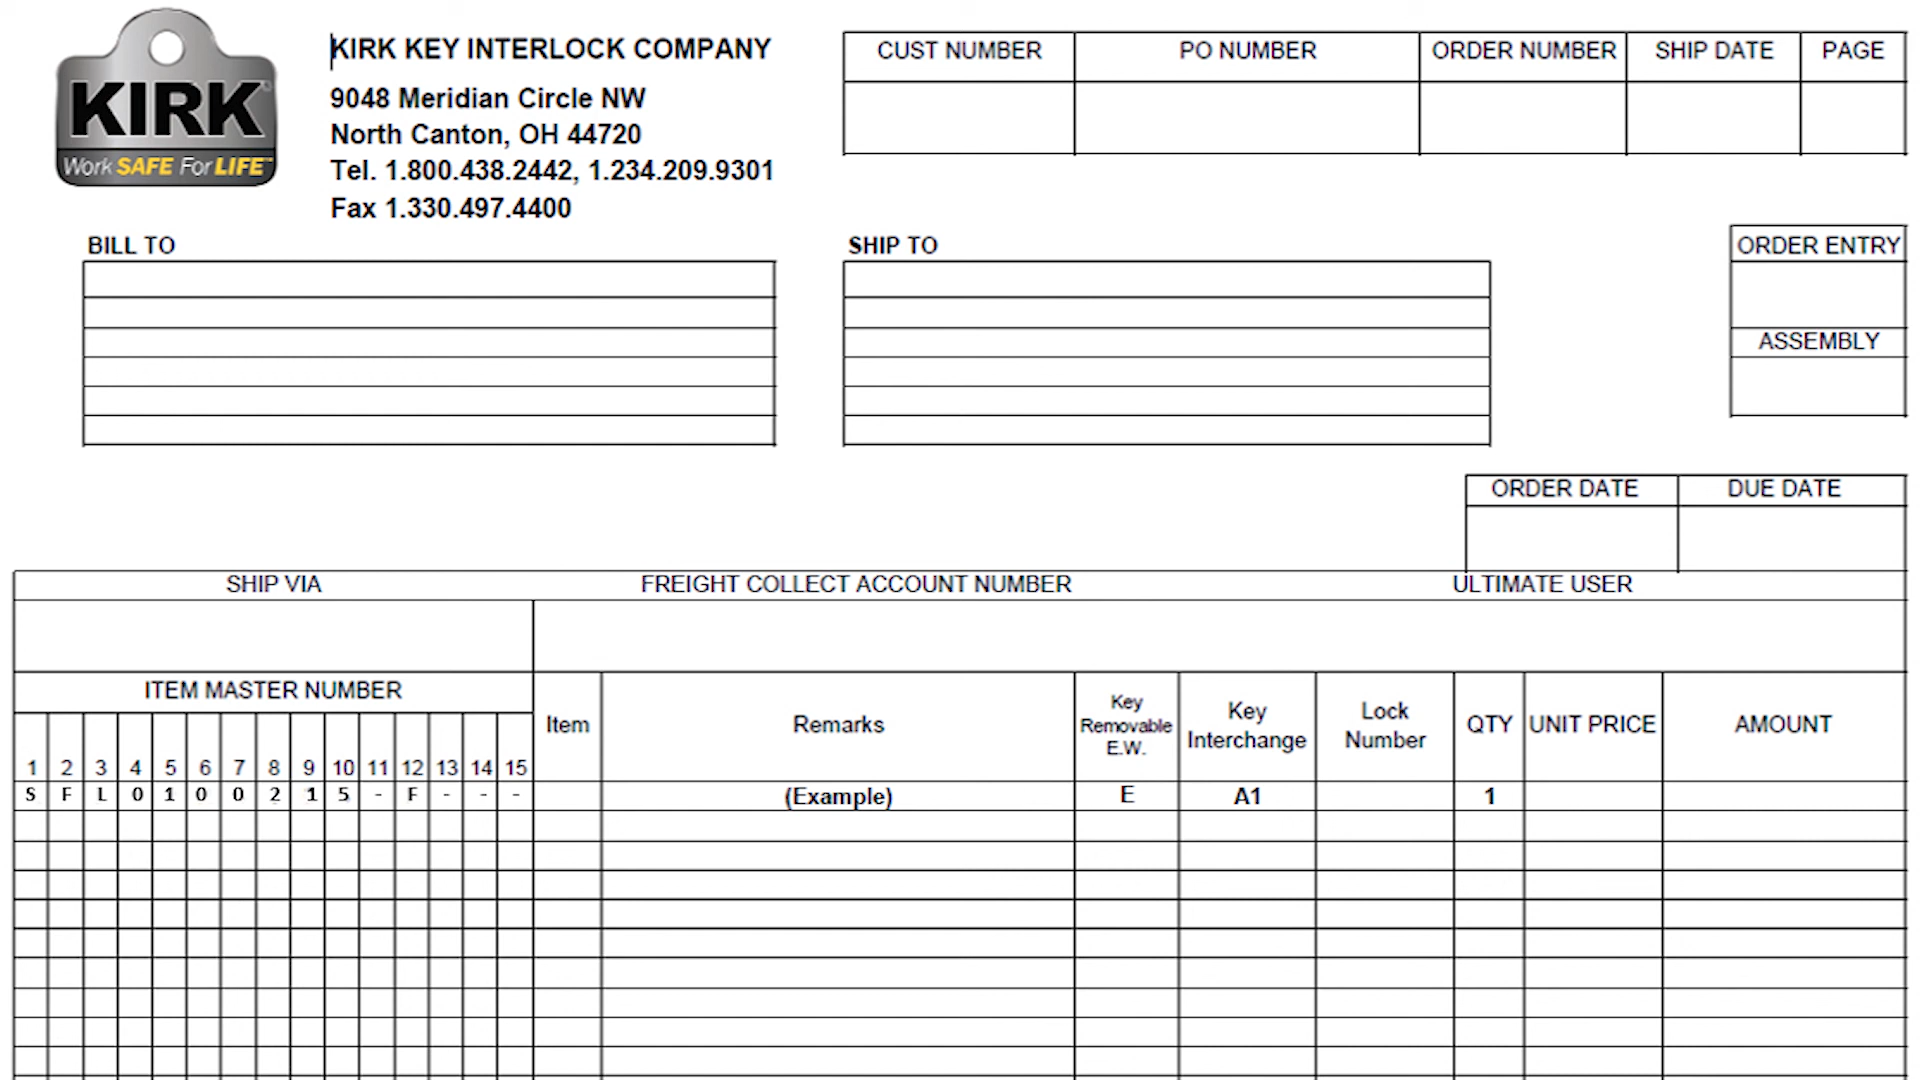 KIRK
Work SAFE For LIFE™
KIRK KEY INTERLOCK COMPANY
9048 Meridian Circle NW
North Canton, OH 44720
Tel. 1.800.438.2442, 1.234.209.9301
Fax 1.330.497.4400
CUST NUMBER PO NUMBER ORDER NUMBER SHIP DATE PAGE
BILL TO
SHIP TO
ORDER ENTRY
ASSEMBLY
ORDER DATE DUE DATE
SHIP VIA FREIGHT COLLECT ACCOUNT NUMBER ULTIMATE USER
ITEM MASTER NUMBER
Item Remarks Key Removable E.W. Key Interchange Lock Number QTY UNIT PRICE AMOUNT
1 2 3 4 5 6 7 8 9 10 11 12 13 14 15
S F L 0 1 0 0 2 1 5 - F - - - (Example) E A1 1